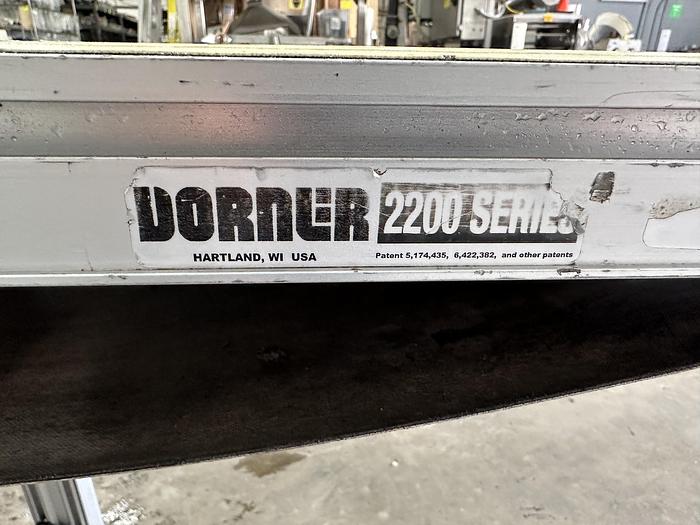 DORNER 2200 SERIES
HARTLAND, WI USA Patent 5,174,435, 6,422,382, and other patents